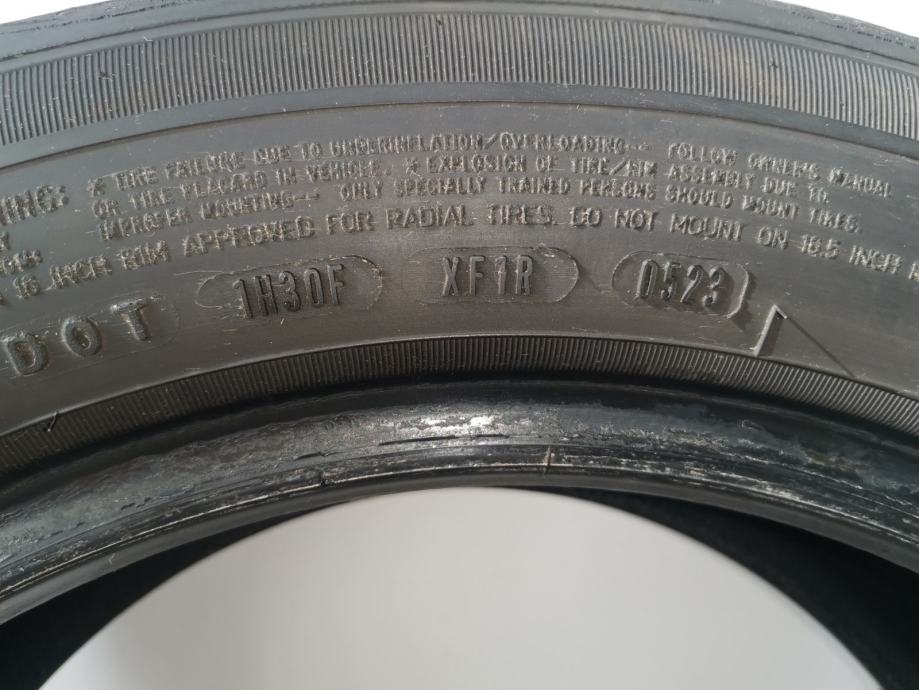 NING: * TIRE FAILURE DUE TO UNDERINFLATION/OVERLOADING-- FOLLOW OWNER'S MANUAL
OR TIRE PLACARD IN VEHICLE. * EXPLOSION OF TIRE/RIM ASSEMBLY DUE TO
IMPROPER MOUNTING-- ONLY SPECIALLY TRAINED PERSONS SHOULD MOUNT TIRES.
16 INCH RIM APPROVED FOR RADIAL TIRES. DO NOT MOUNT ON 16.5 INCH
DOT 1H30F XF1R 0523